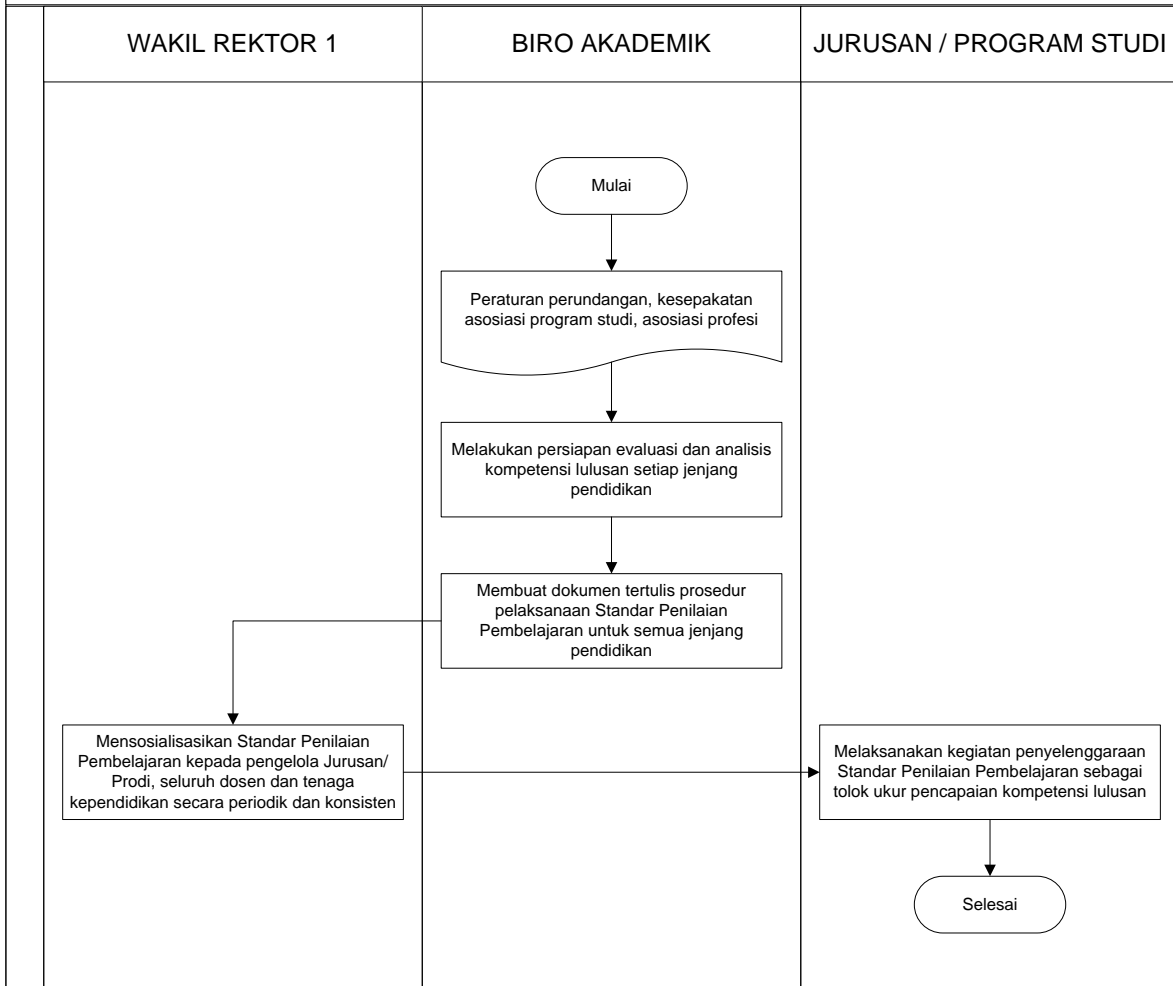 WAKIL REKTOR 1
BIRO AKADEMIK
JURUSAN / PROGRAM STUDI
Mulai
Peraturan perundangan, kesepakatan
asosiasi program studi, asosiasi profesi
Melakukan persiapan evaluasi dan analisis
kompetensi lulusan setiap jenjang
pendidikan
Membuat dokumen tertulis prosedur
pelaksanaan Standar Penilaian
Pembelajaran untuk semua jenjang
pendidikan
Mensosialisasikan Standar Penilaian
Pembelajaran kepada pengelola Jurusan/
Prodi, seluruh dosen dan tenaga
kependidikan secara periodik dan konsisten
Melaksanakan kegiatan penyelenggaraan
Standar Penilaian Pembelajaran sebagai
tolok ukur pencapaian kompetensi lulusan
Selesai